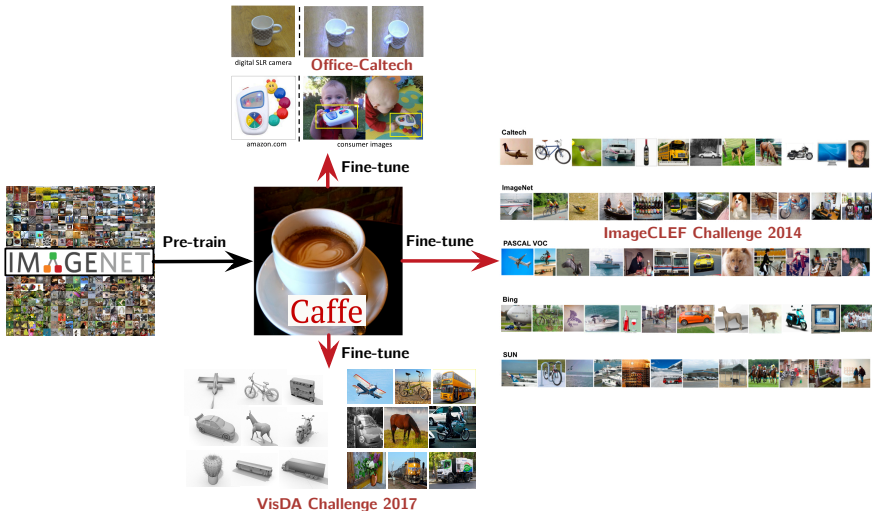 digital SLR camera
Office-Caltech
amazon.com
consumer images
Fine-tune
Caltech
ImageNet
IMAGENET
Pre-train
Fine-tune
ImageCLEF Challenge 2014
PASCAL VOC
Caffe
Bing
Fine-tune
SUN
VisDA Challenge 2017